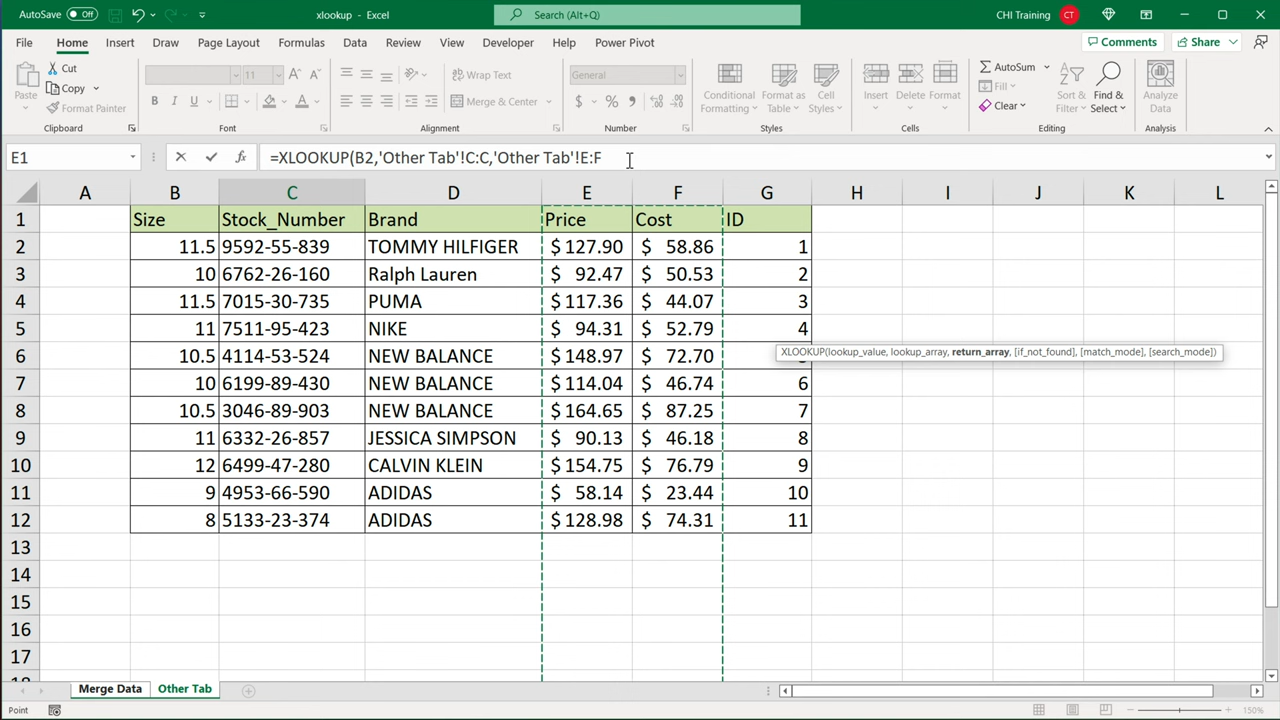 AutoSave Off xlookup - Excel Search (Alt+Q) CHI Training CT
File Home Insert Draw Page Layout Formulas Data Review View Developer Help Power Pivot Comments Share
Paste Cut Copy Format Painter 11 B I U Wrap Text Merge & Center General $ % Conditional Formatting Format as Table Cell Styles Insert Delete Format AutoSum Fill Clear Sort & Filter Find & Select Analyze Data
Clipboard Font Alignment Number Styles Cells Editing Analysis
E1 fx =XLOOKUP(B2,'Other Tab'!C:C,'Other Tab'!E:F
A B C D E F G H I J K L
1 Size Stock_Number Brand Price Cost ID
2 11.5 9592-55-839 TOMMY HILFIGER $ 127.90 $ 58.86 1
3 10 6762-26-160 Ralph Lauren $ 92.47 $ 50.53 2
4 11.5 7015-30-735 PUMA $ 117.36 $ 44.07 3
5 11 7511-95-423 NIKE $ 94.31 $ 52.79 4
XLOOKUP(lookup_value, lookup_array, return_array, [if_not_found], [match_mode], [search_mode])
6 10.5 4114-53-524 NEW BALANCE $ 148.97 $ 72.70
7 10 6199-89-430 NEW BALANCE $ 114.04 $ 46.74 6
8 10.5 3046-89-903 NEW BALANCE $ 164.65 $ 87.25 7
9 11 6332-26-857 JESSICA SIMPSON $ 90.13 $ 46.18 8
10 12 6499-47-280 CALVIN KLEIN $ 154.75 $ 76.79 9
11 9 4953-66-590 ADIDAS $ 58.14 $ 23.44 10
12 8 5133-23-374 ADIDAS $ 128.98 $ 74.31 11
13
14
15
16
17
Merge Data Other Tab
Point 150%